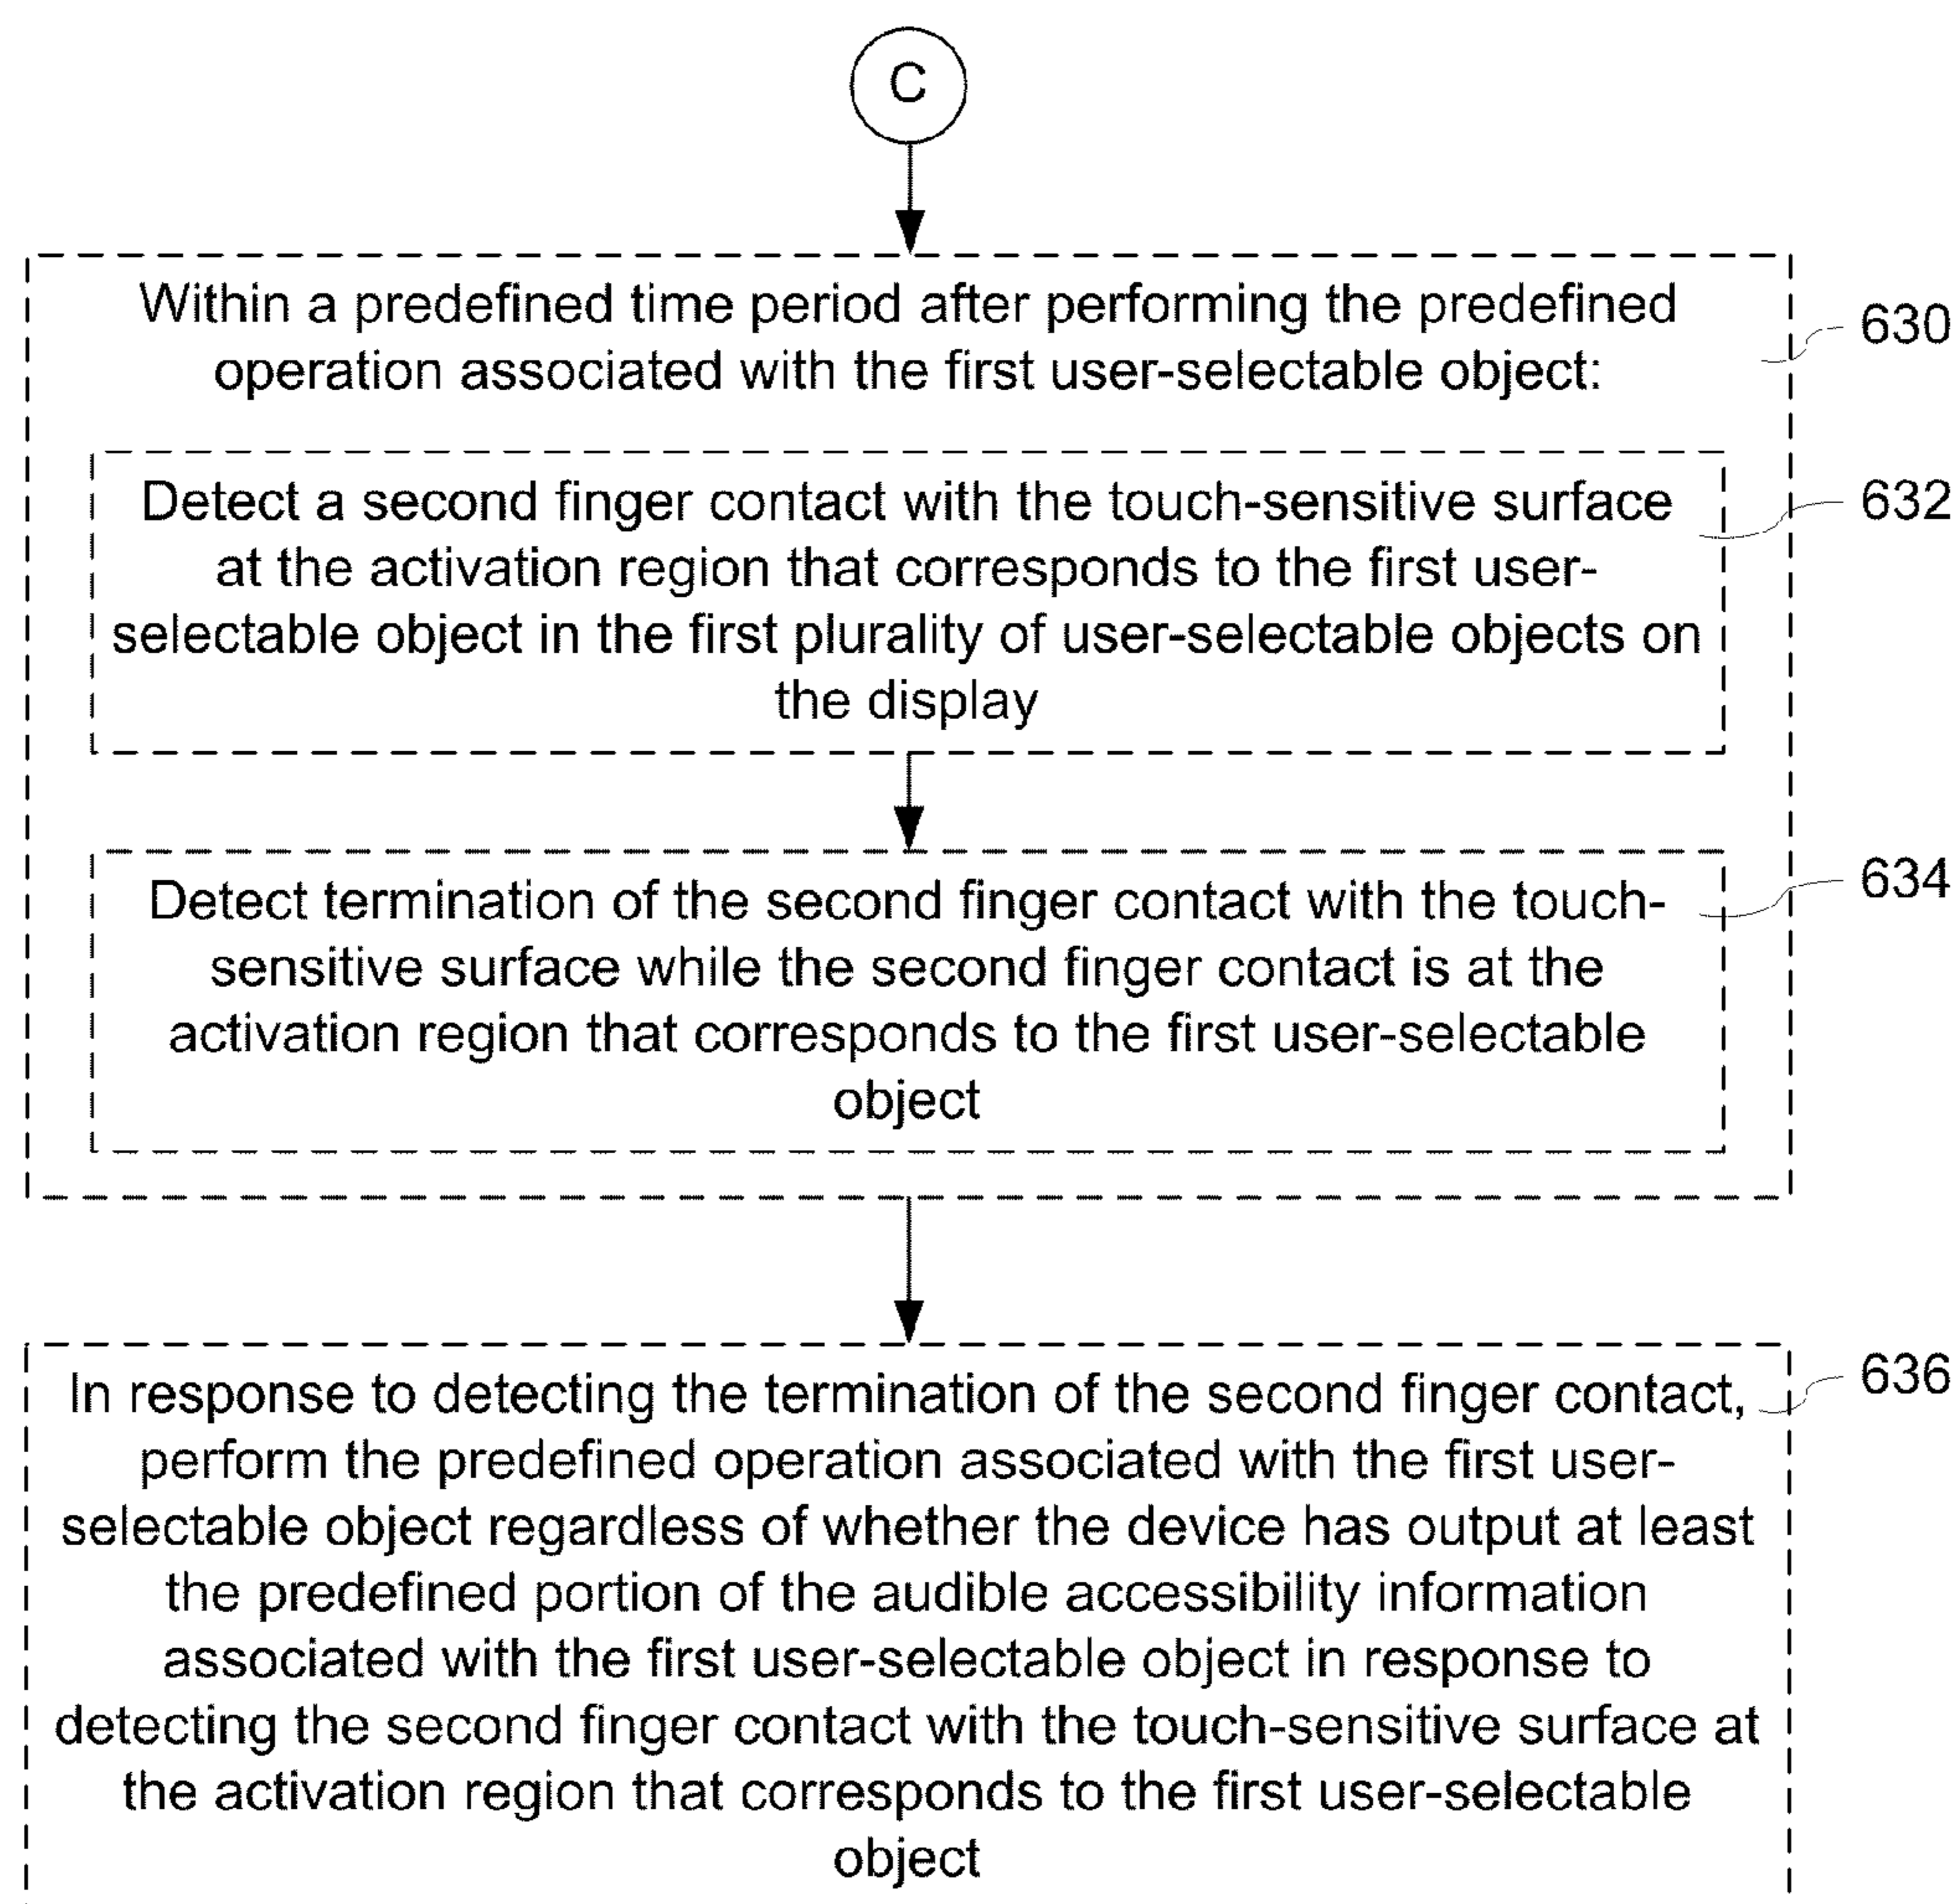 C
Within a predefined time period after performing the predefined
operation associated with the first user-selectable object:
630
Detect a second finger contact with the touch-sensitive surface
at the activation region that corresponds to the first user-
selectable object in the first plurality of user-selectable objects on
the display
632
Detect termination of the second finger contact with the touch-
sensitive surface while the second finger contact is at the
activation region that corresponds to the first user-selectable
object
634
In response to detecting the termination of the second finger contact,
perform the predefined operation associated with the first user-
selectable object regardless of whether the device has output at least
the predefined portion of the audible accessibility information
associated with the first user-selectable object in response to
detecting the second finger contact with the touch-sensitive surface at
the activation region that corresponds to the first user-selectable
object
636